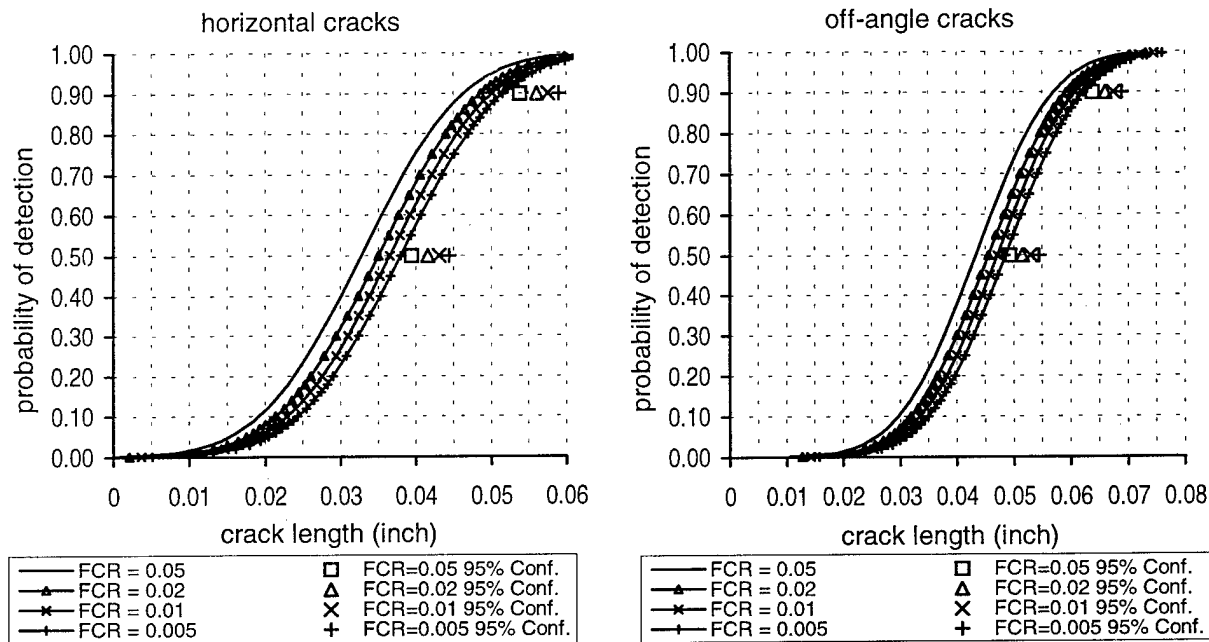 horizontal cracks
probability of detection
1.00
0.90
0.80
0.70
0.60
0.50
0.40
0.30
0.20
0.10
0.00
0 0.01 0.02 0.03 0.04 0.05 0.06
crack length (inch)
FCR = 0.05
FCR = 0.02
FCR = 0.01
FCR = 0.005
FCR=0.05 95% Conf.
FCR=0.02 95% Conf.
FCR=0.01 95% Conf.
FCR=0.005 95% Conf.
off-angle cracks
probability of detection
1.00
0.90
0.80
0.70
0.60
0.50
0.40
0.30
0.20
0.10
0.00
0 0.01 0.02 0.03 0.04 0.05 0.06 0.07 0.08
crack length (inch)
FCR = 0.05
FCR = 0.02
FCR = 0.01
FCR = 0.005
FCR=0.05 95% Conf.
FCR=0.02 95% Conf.
FCR=0.01 95% Conf.
FCR=0.005 95% Conf.